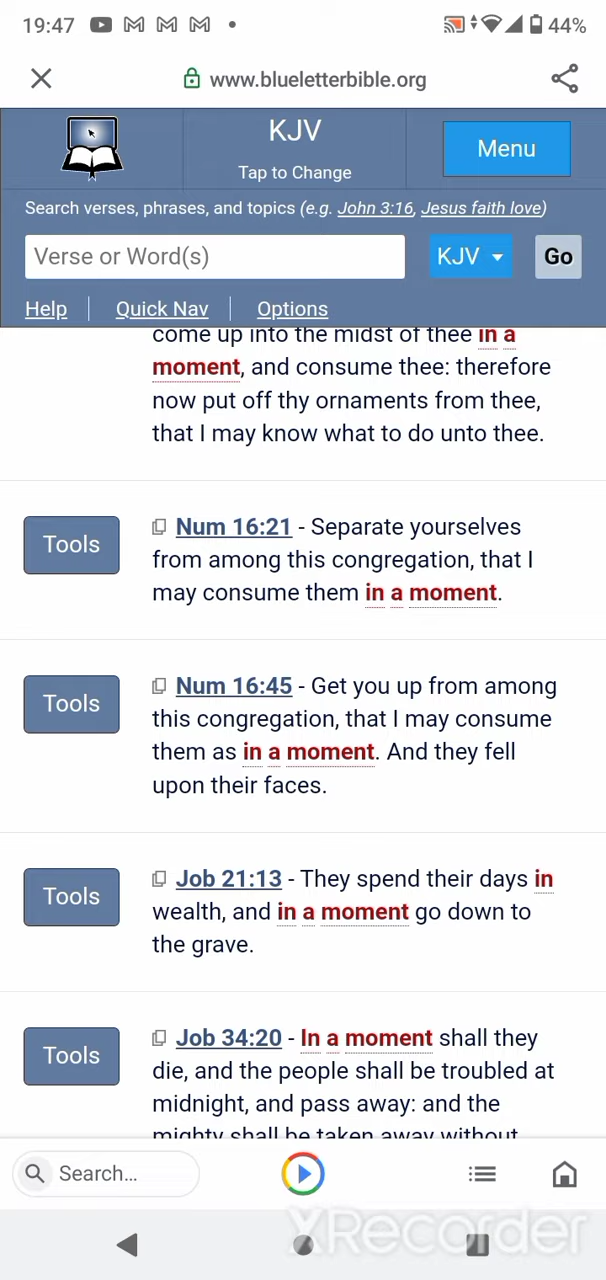 19:47
44%
www.blueletterbible.org
KJV
Tap to Change
Menu
Search verses, phrases, and topics (e.g. John 3:16, Jesus faith love)
Verse or Word(s)
KJV
Go
Help
Quick Nav
Options
come up into the midst of thee in a
moment, and consume thee: therefore
now put off thy ornaments from thee,
that I may know what to do unto thee.
Tools
Num 16:21 - Separate yourselves
from among this congregation, that I
may consume them in a moment.
Tools
Num 16:45 - Get you up from among
this congregation, that I may consume
them as in a moment. And they fell
upon their faces.
Tools
Job 21:13 - They spend their days in
wealth, and in a moment go down to
the grave.
Tools
Job 34:20 - In a moment shall they
die, and the people shall be troubled at
midnight, and pass away: and the
mighty shall be taken away without
Search...
XRecorder